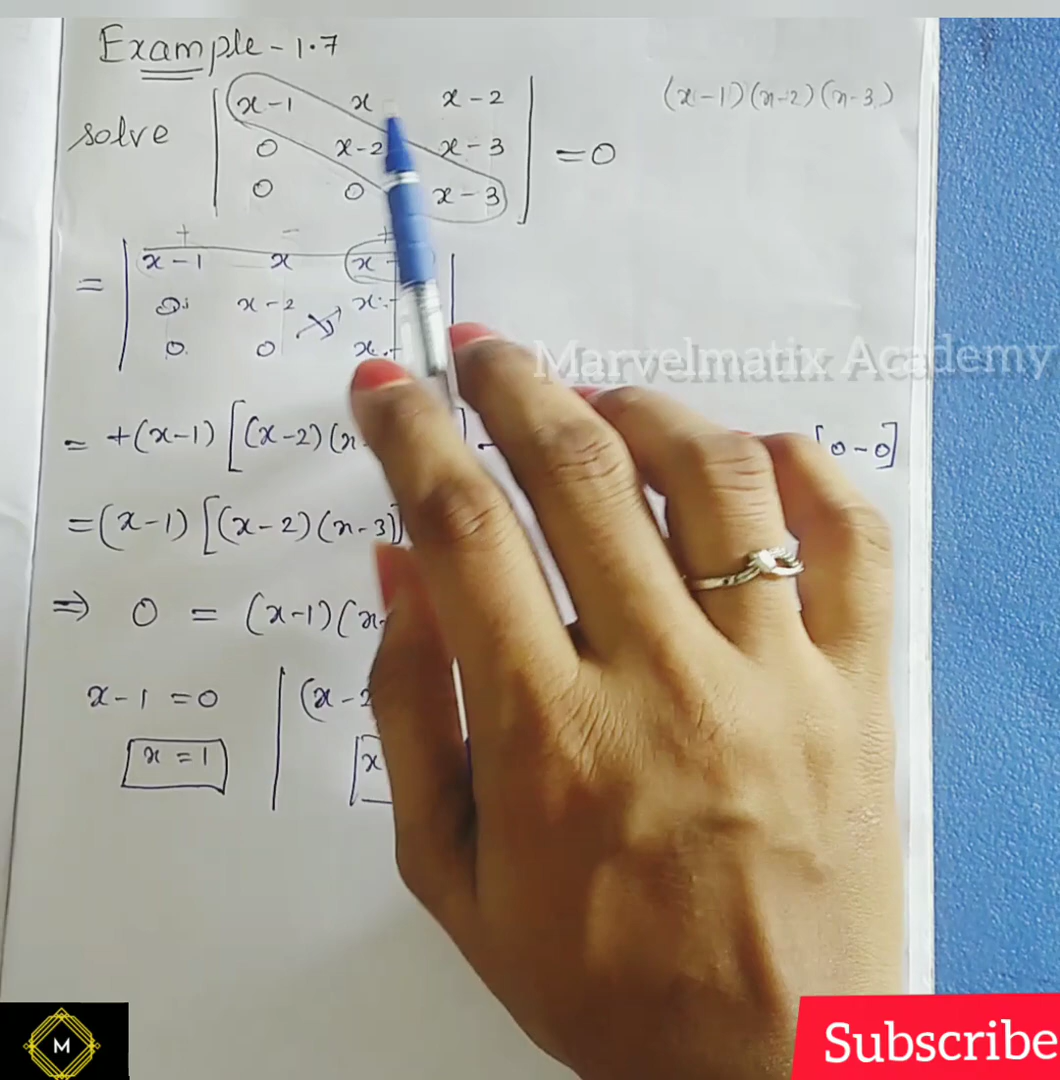 Example - 1.7
(x-1)(x-2)(x-3)
solve | x-1 x x-2 |
| 0 x-2 x-3 | = 0
| 0 0 x-3 |
+ - +
= | x-1 x x- |
| 0 x-2 x- |
| 0 0 x- |
Marvelmatix Academy
= +(x-1) [(x-2)(x ] - [0-0]
= (x-1) [(x-2)(x-3)]
⇒ 0 = (x-1)(x-
x-1 = 0 | (x-2
x = 1 | x
M
Subscribe